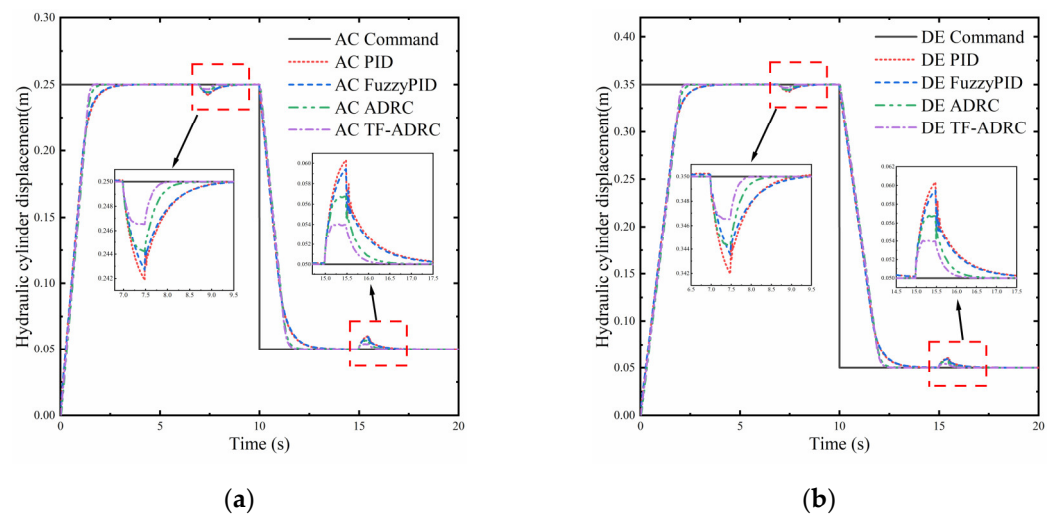 0.30
0.25
0.20
0.15
0.10
0.05
0.00
Hydraulic cylinder displacement(m)
AC Command
AC PID
AC FuzzyPID
AC ADRC
AC TF-ADRC
0.250
0.248
0.246
0.244
0.242
7.0 7.5 8.0 8.5 9.0 9.5
0.060
0.058
0.056
0.054
0.052
0.050
15.0 15.5 16.0 16.5 17.0 17.5
0 5 10 15 20
Time (s)
(a)
0.40
0.35
0.30
0.25
0.20
0.15
0.10
0.05
0.00
Hydraulic cylinder displacement(m)
DE Command
DE PID
DE FuzzyPID
DE ADRC
DE TF-ADRC
0.350
0.348
0.346
0.344
0.342
6.5 7.0 7.5 8.0 8.5 9.0 9.5
0.060
0.058
0.056
0.054
0.052
0.050
14.5 15.0 15.5 16.0 16.5 17.0 17.5
0 5 10 15 20
Time (s)
(b)